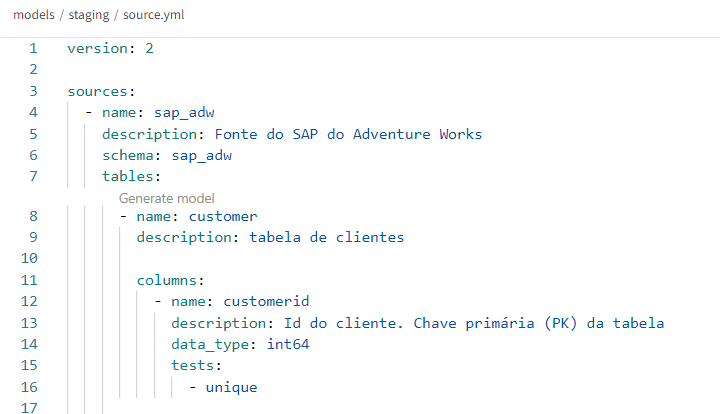 models / staging / source.yml
1 version: 2
2
3 sources:
4 - name: sap_adw
5 description: Fonte do SAP do Adventure Works
6 schema: sap_adw
7 tables:
Generate model
8 - name: customer
9 description: tabela de clientes
10
11 columns:
12 - name: customerid
13 description: Id do cliente. Chave primária (PK) da tabela
14 data_type: int64
15 tests:
16 - unique
17